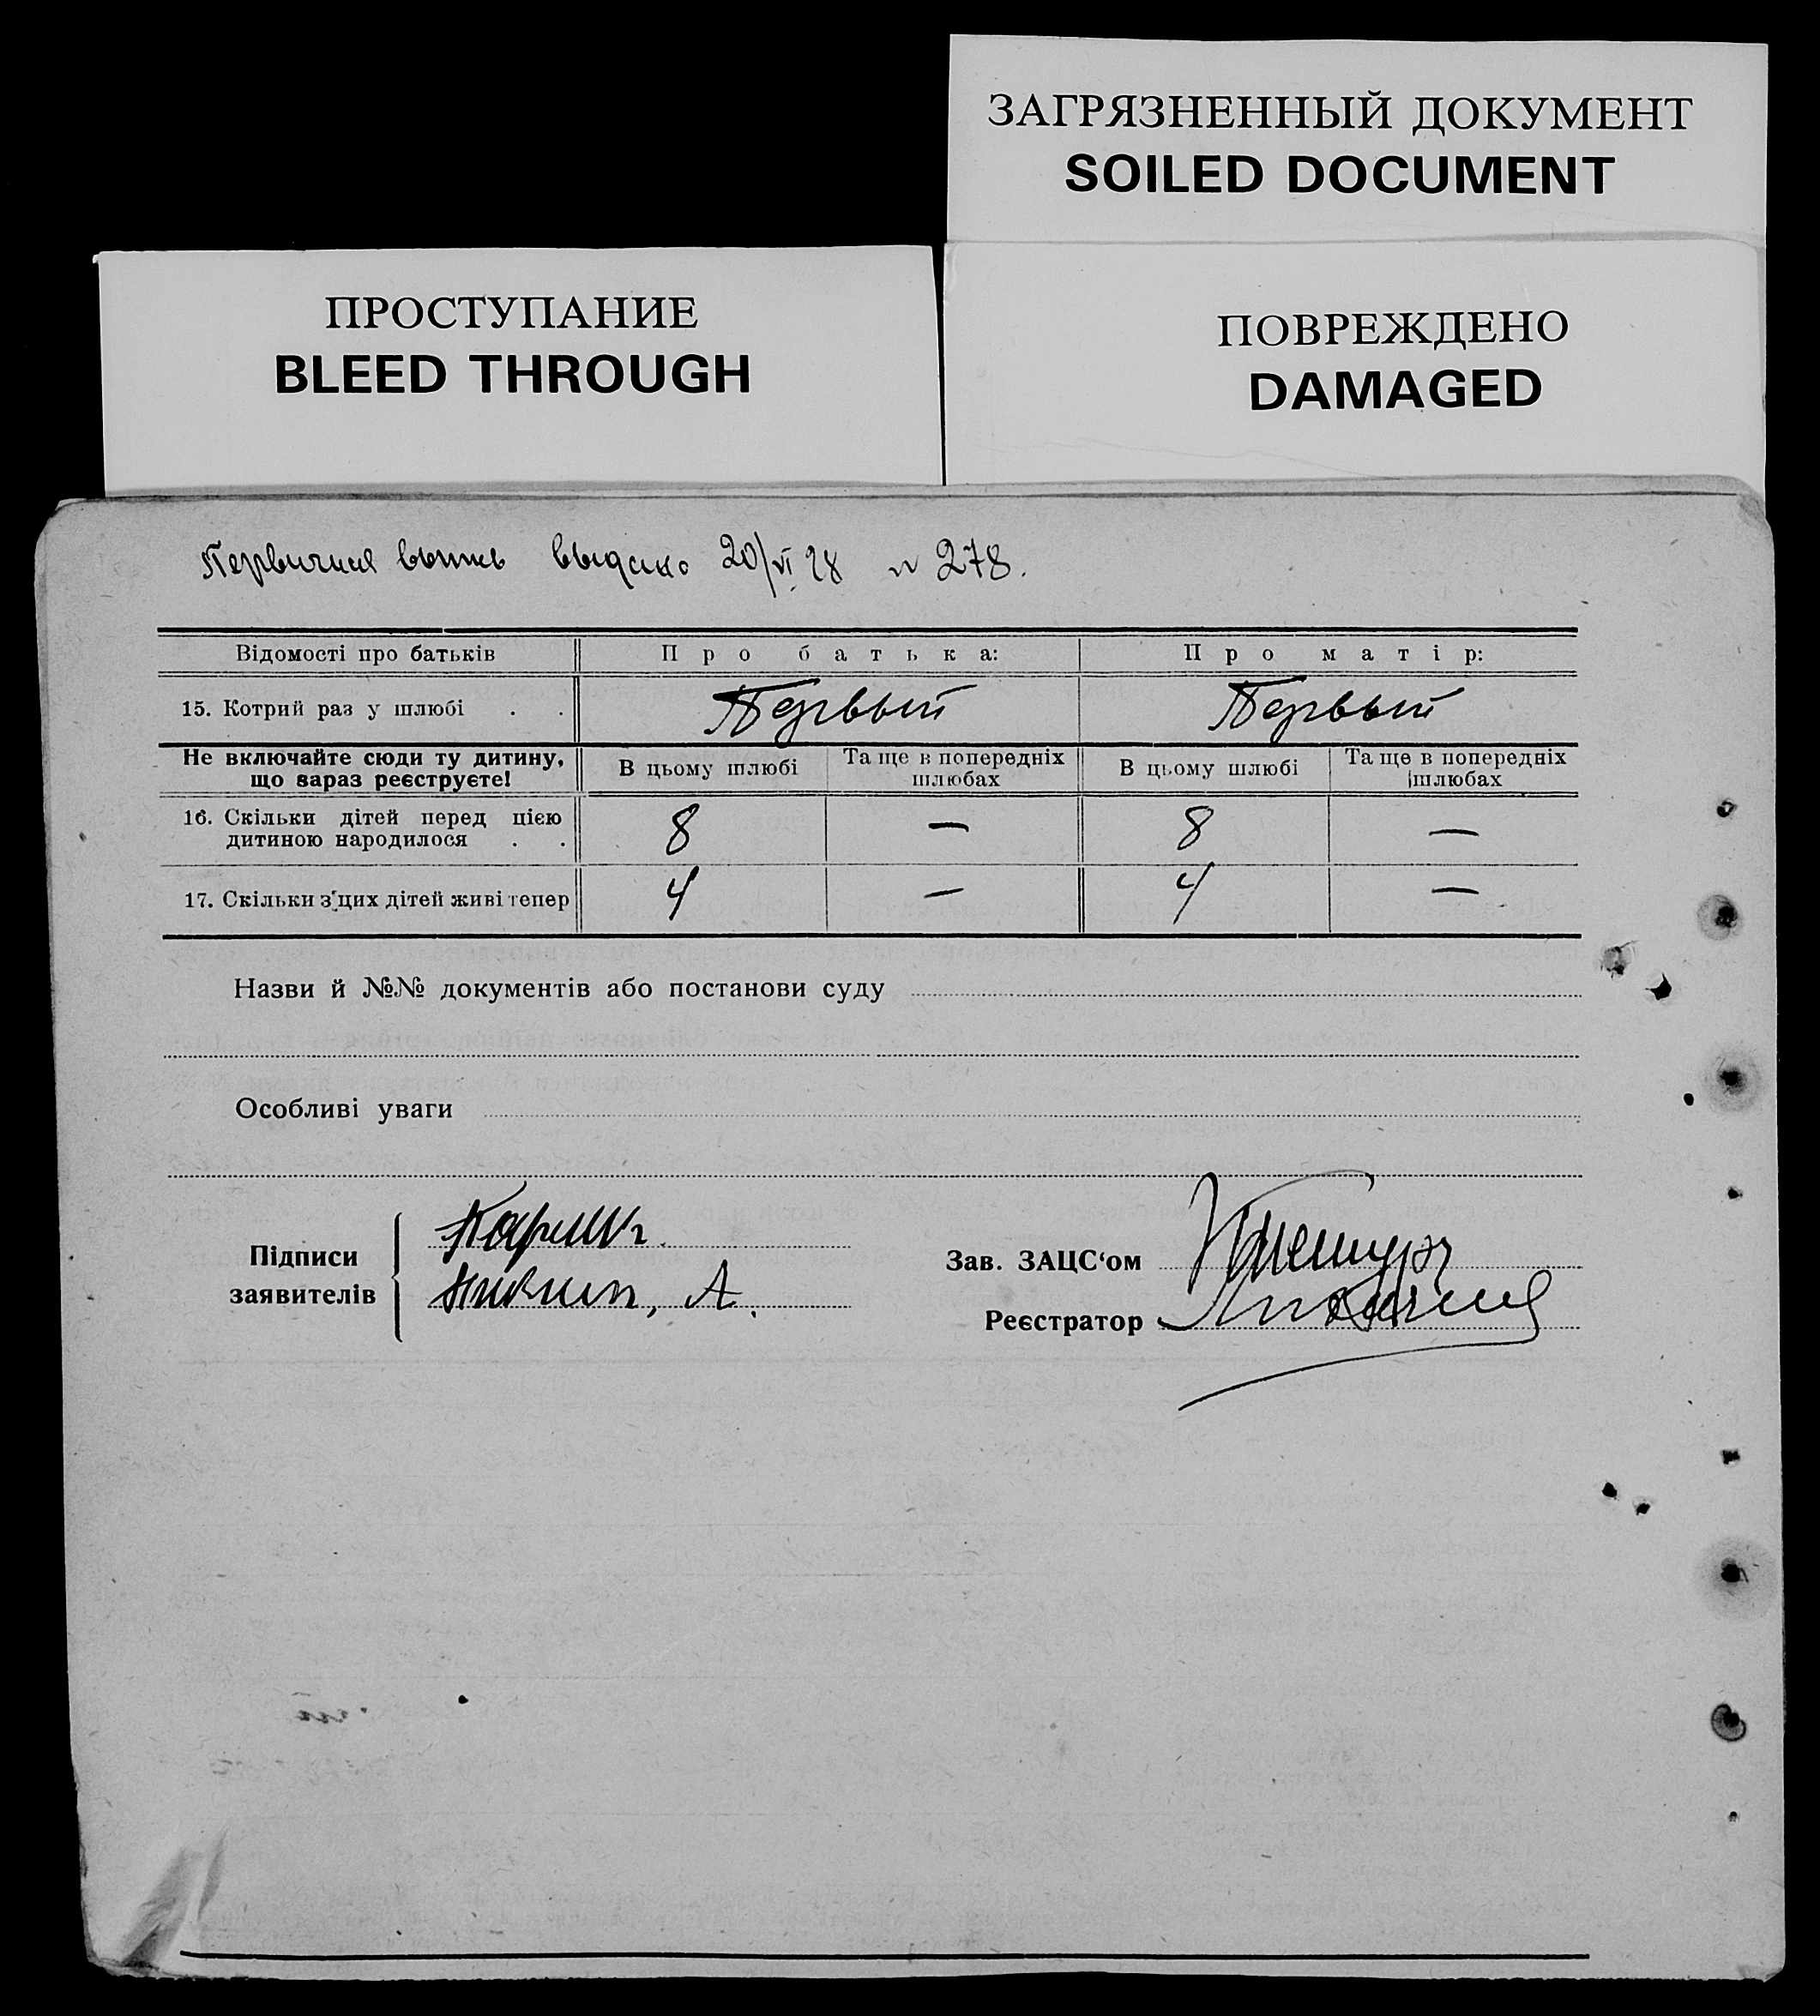 ЗАГРЯЗНЕННЫЙ ДОКУМЕНТ
SOILED DOCUMENT
ПРОСТУПАНИЕ
BLEED THROUGH
ПОВРЕЖДЕНО
DAMAGED
Первичная выпись выдана 20/VI 28 № 278.
Відомості про батьків Про батька: Про матір:
15. Котрий раз у шлюбі . . Первый Первый
Не включайте сюди ту дитину, що зараз реєструєте! В цьому шлюбі Та ще в попередніх шлюбах В цьому шлюбі Та ще в попередніх шлюбах
16. Скільки дітей перед цією дитиною народилося . . 8 — 8 —
17. Скільки з цих дітей живі тепер 4 — 4 —
Назви й №№ документів або постанови суду
Особливі уваги
Підписи заявителів
А.
Зав. ЗАЦС‘ом
Реєстратор